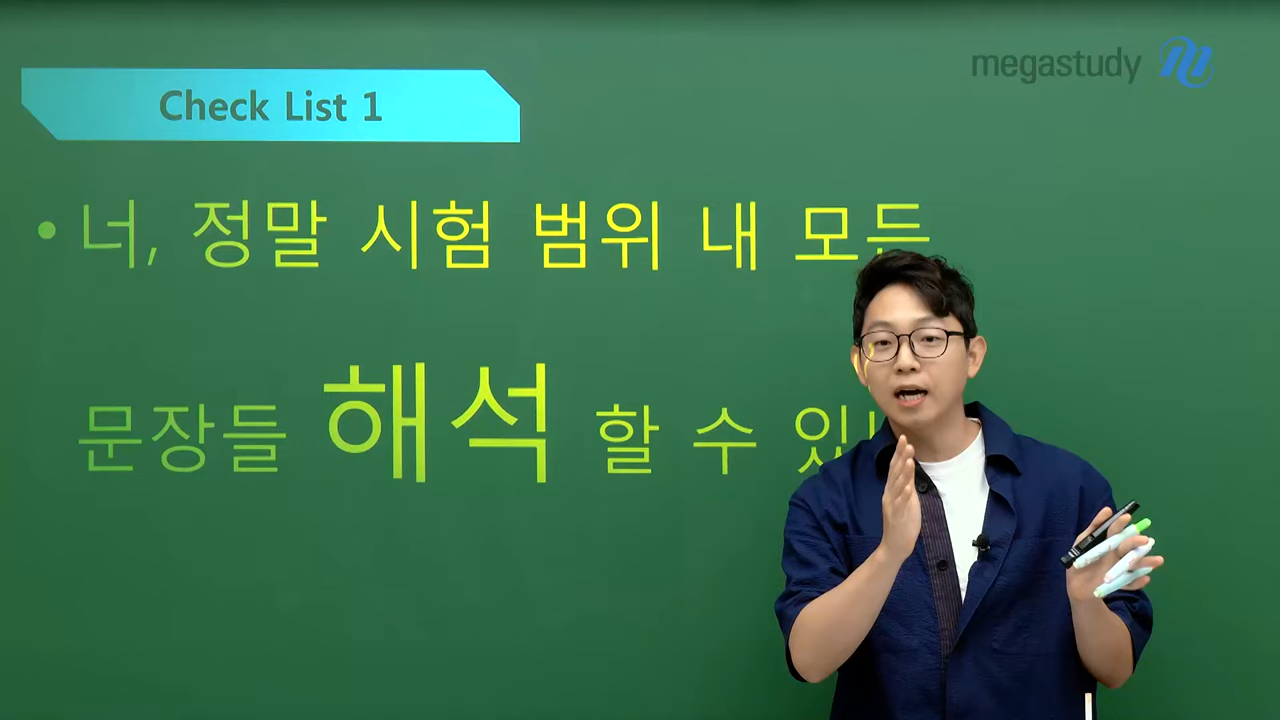 megastudy
Check List 1
• 너, 정말 시험 범위 내 모든
문장들 해석 할 수